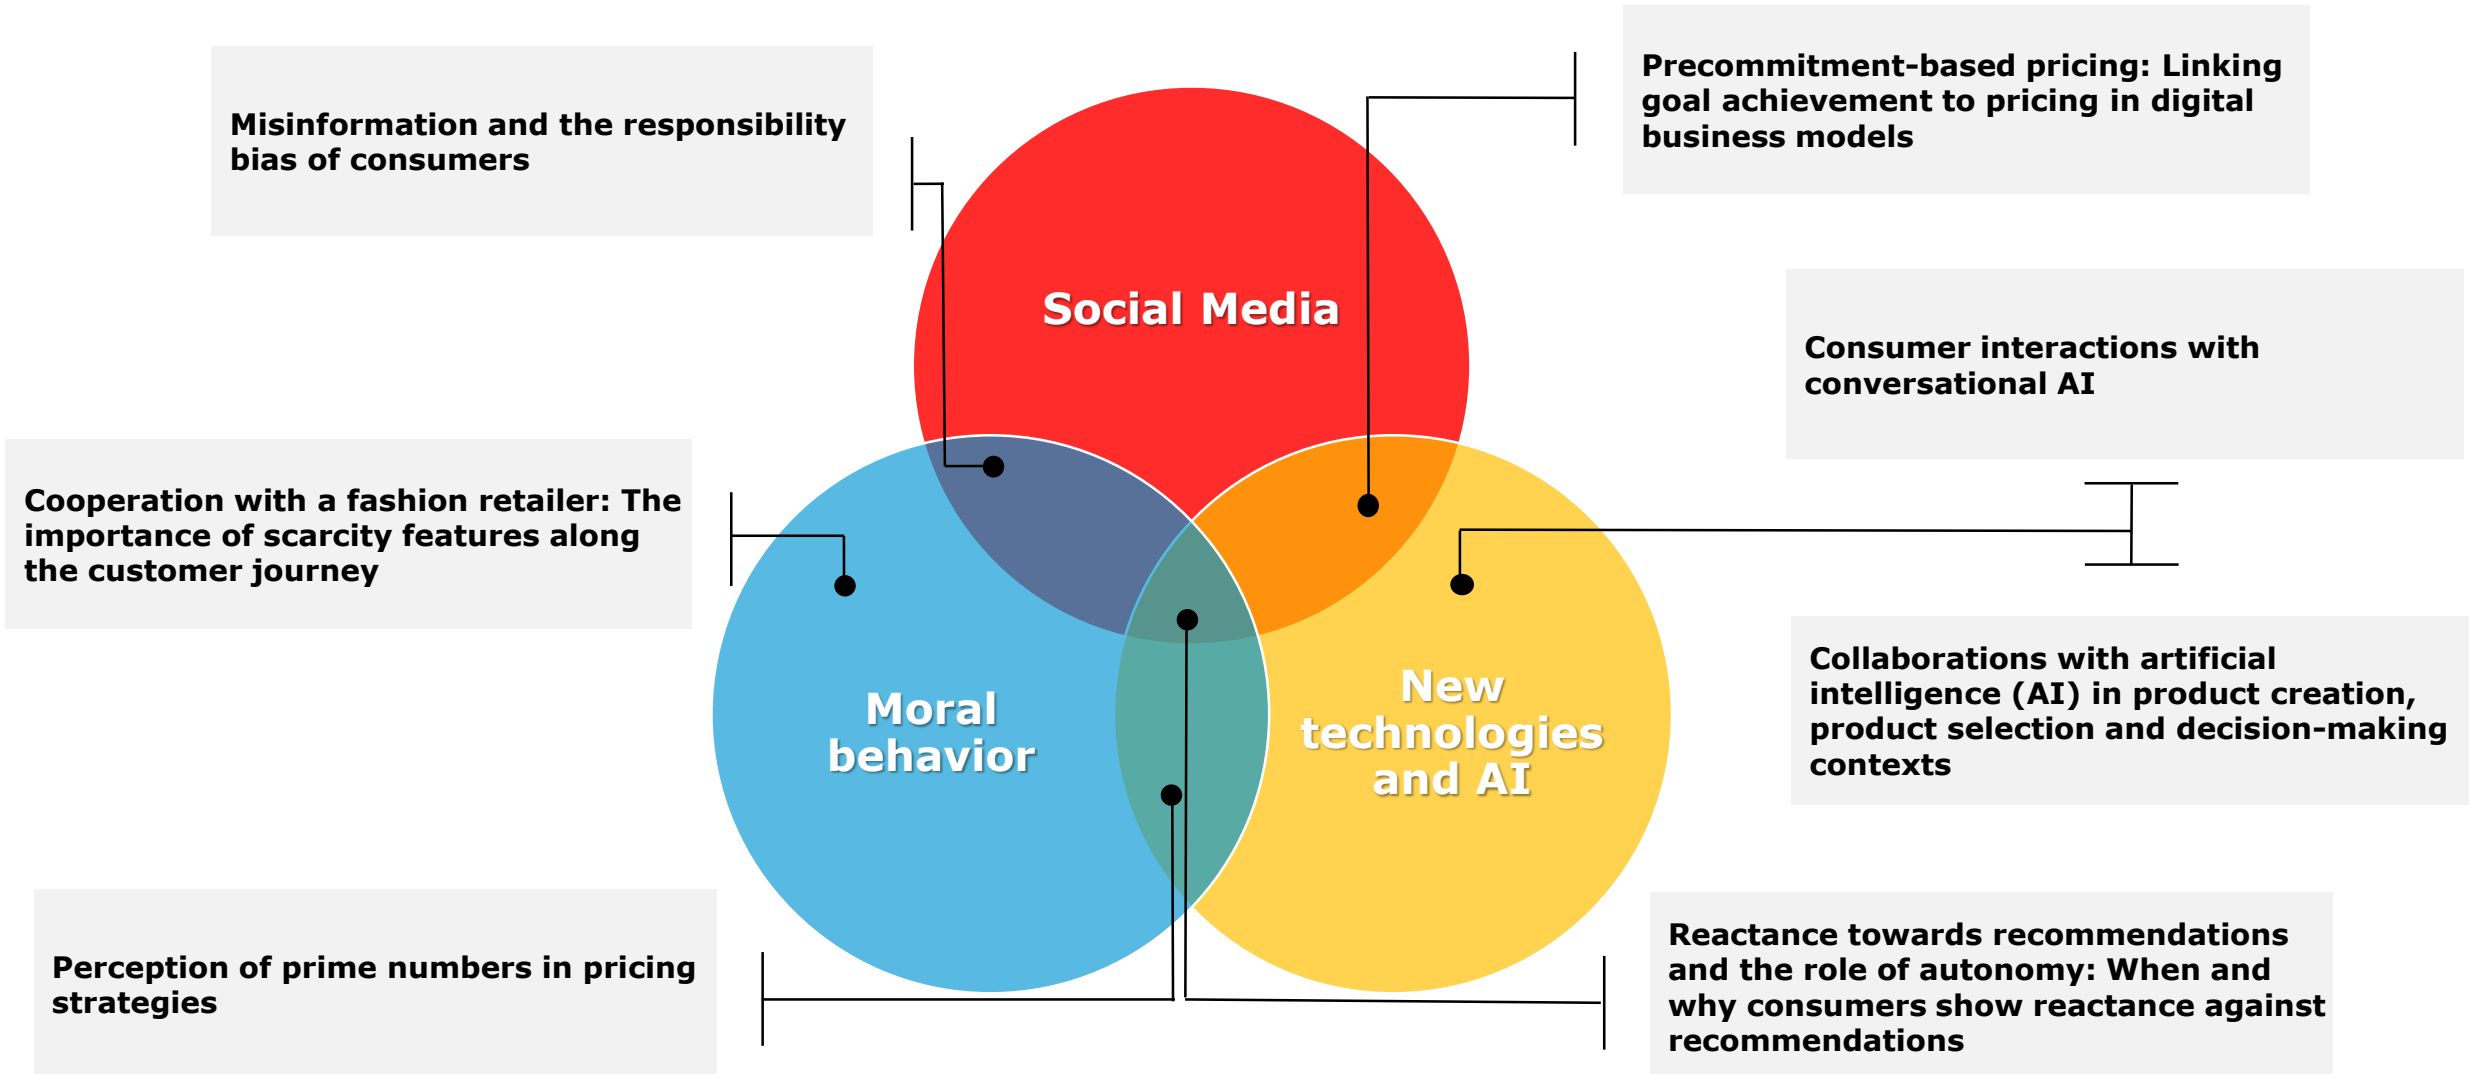 Misinformation and the responsibility
bias of consumers
Precommitment-based pricing: Linking
goal achievement to pricing in digital
business models
Social Media
Consumer interactions with
conversational AI
Cooperation with a fashion retailer: The
importance of scarcity features along
the customer journey
Moral
behavior
New
technologies
and AI
Collaborations with artificial
intelligence (AI) in product creation,
product selection and decision-making
contexts
Perception of prime numbers in pricing
strategies
Reactance towards recommendations
and the role of autonomy: When and
why consumers show reactance against
recommendations